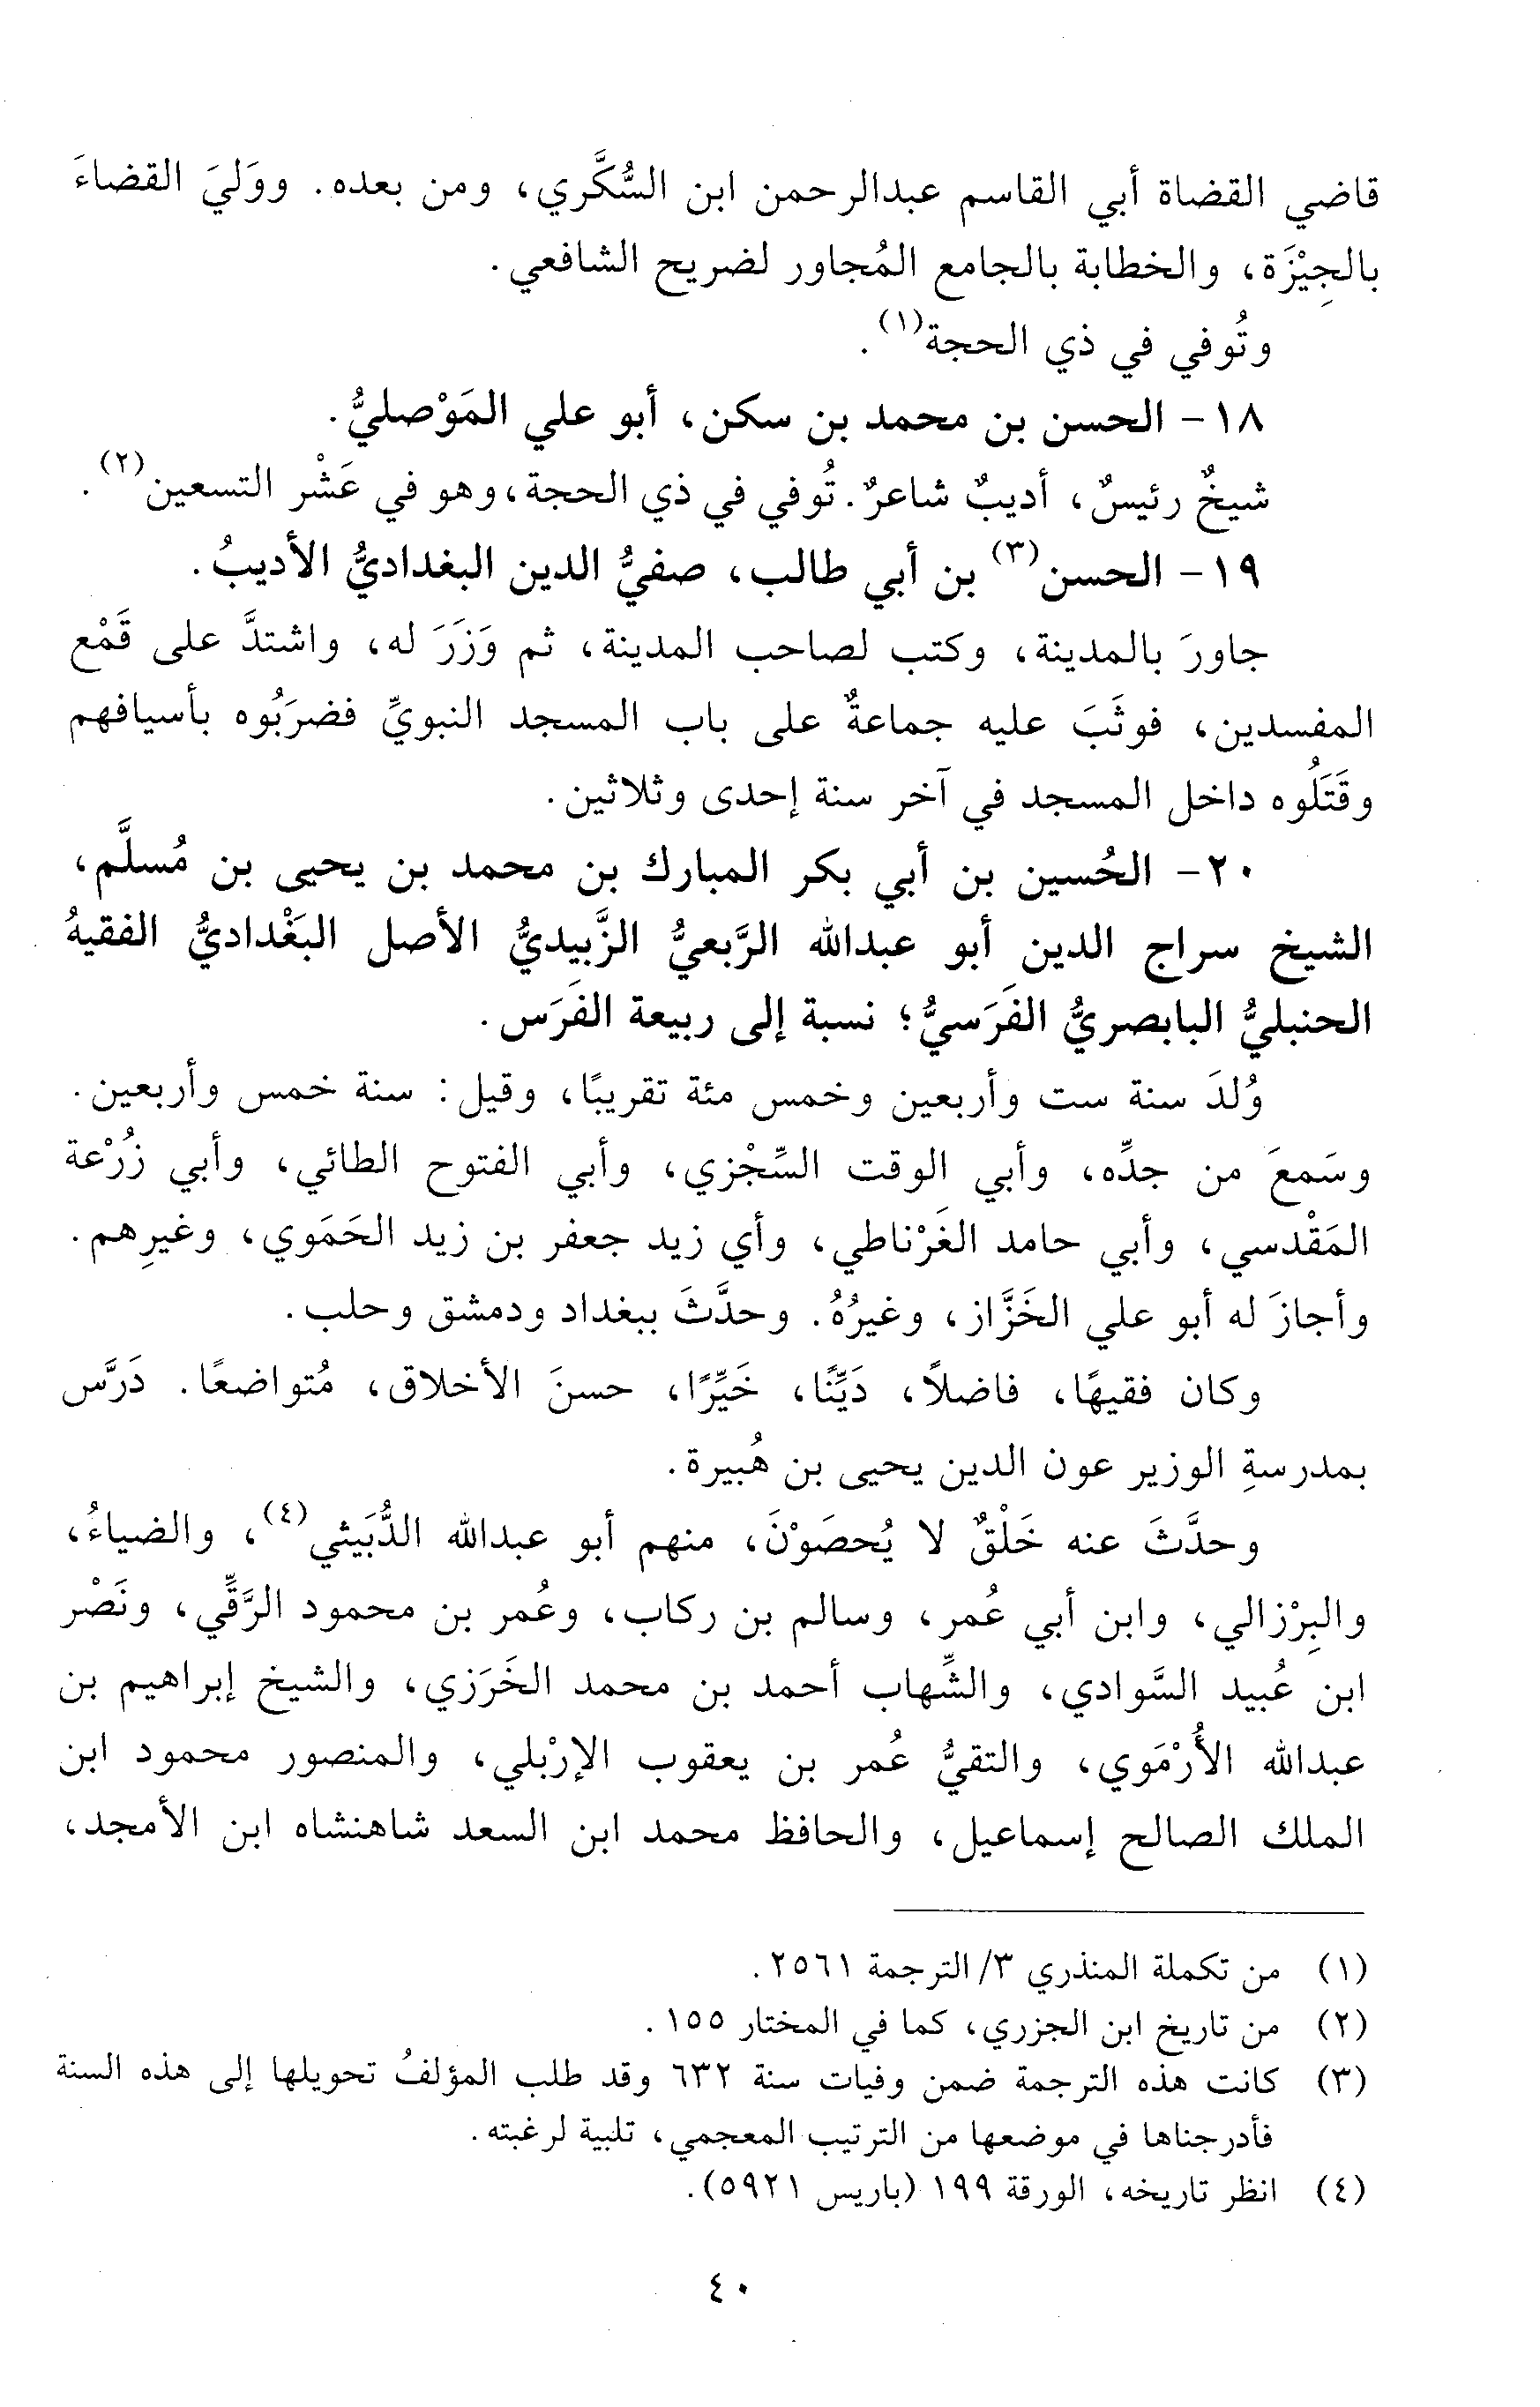 قاضي القضاة أبي القاسم عبدالرحمن ابن السُّكَّري، ومن بعده. ووَليَ القضاءَ
بالجِيْزَة، والخطابة بالجامع المُجاور لضريح الشافعي.
وتُوفي في ذي الحجة(١).
١٨- الحسن بن محمد بن سكن، أبو علي المَوْصليُّ.
شيخٌ رئيسٌ، أديبٌ شاعرٌ. تُوفي في ذي الحجة، وهو في عَشْر التسعين(٢).
١٩- الحسن(٣) بن أبي طالب، صفيُّ الدين البغداديُّ الأديبُ.
جاورَ بالمدينة، وكتب لصاحب المدينة، ثم وَزَرَ له، واشتدَّ على قَمْع
المفسدين، فوثَبَ عليه جماعةٌ على باب المسجد النبويِّ فضرَبُوه بأسيافهم
وقَتَلُوه داخل المسجد في آخر سنة إحدى وثلاثين.
٢٠- الحُسين بن أبي بكر المبارك بن محمد بن يحيى بن مُسلَّم،
الشيخ سراج الدين أبو عبدالله الرَّبعيُّ الزَّبيديُّ الأصل البَغْداديُّ الفقيهُ
الحنبليُّ البابصريُّ الفَرَسيُّ؛ نسبة إلى ربيعة الفَرَس.
وُلدَ سنة ست وأربعين وخمس مئة تقريبًا، وقيل: سنة خمس وأربعين.
وسَمعَ من جدِّه، وأبي الوقت السِّجْزي، وأبي الفتوح الطائي، وأبي زُرْعة
المَقْدسي، وأبي حامد الغَرْناطي، وأي زيد جعفر بن زيد الحَمَوي، وغيرِهم.
وأجازَ له أبو علي الخَزَّاز، وغيرُهُ. وحدَّثَ ببغداد ودمشق وحلب.
وكان فقيهًا، فاضلاً، دَيِّنًا، خَيِّرًا، حسنَ الأخلاق، مُتواضعًا. دَرَّس
بمدرسةِ الوزير عون الدين يحيى بن هُبيرة.
وحدَّثَ عنه خَلْقٌ لا يُحصَوْنَ، منهم أبو عبدالله الدُّبَيثي(٤)، والضياءُ،
والبِرْزالي، وابن أبي عُمر، وسالم بن ركاب، وعُمر بن محمود الرَّقِّي، ونَصْر
ابن عُبيد السَّوادي، والشِّهاب أحمد بن محمد الخَرَزي، والشيخ إبراهيم بن
عبدالله الأُرْمَوي، والتقيُّ عُمر بن يعقوب الإرْبلي، والمنصور محمود ابن
الملك الصالح إسماعيل، والحافظ محمد ابن السعد شاهنشاه ابن الأمجد،
(١) من تكملة المنذري ٣/ الترجمة ٢٥٦١.
(٢) من تاريخ ابن الجزري، كما في المختار ١٥٥.
(٣) كانت هذه الترجمة ضمن وفيات سنة ٦٣٢ وقد طلب المؤلفُ تحويلها إلى هذه السنة
فأدرجناها في موضعها من الترتيب المعجمي، تلبية لرغبته.
(٤) انظر تاريخه، الورقة ١٩٩ (باريس ٥٩٢١).
٤٠